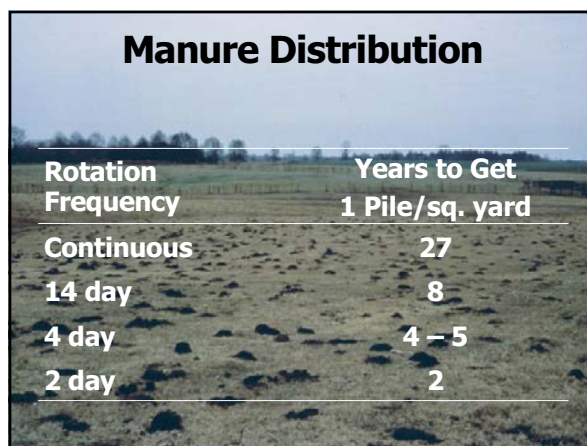 Manure Distribution
Rotation Frequency Years to Get 1 Pile/sq. yard
Continuous 27
14 day 8
4 day 4 – 5
2 day 2